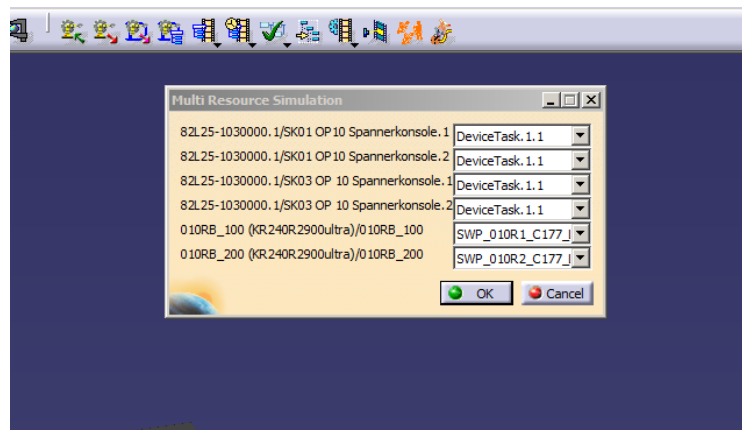 Multi Resource Simulation
82L25-1030000.1/SK01 OP10 Spannerkonsole.1 DeviceTask.1.1
82L25-1030000.1/SK01 OP10 Spannerkonsole.2 DeviceTask.1.1
82L25-1030000.1/SK03 OP 10 Spannerkonsole.1 DeviceTask.1.1
82L25-1030000.1/SK03 OP 10 Spannerkonsole.2 DeviceTask.1.1
010RB_100 (KR240R2900ultra)/010RB_100 SWP_010R1_C177_
010RB_200 (KR240R2900ultra)/010RB_200 SWP_010R2_C177_
OK Cancel